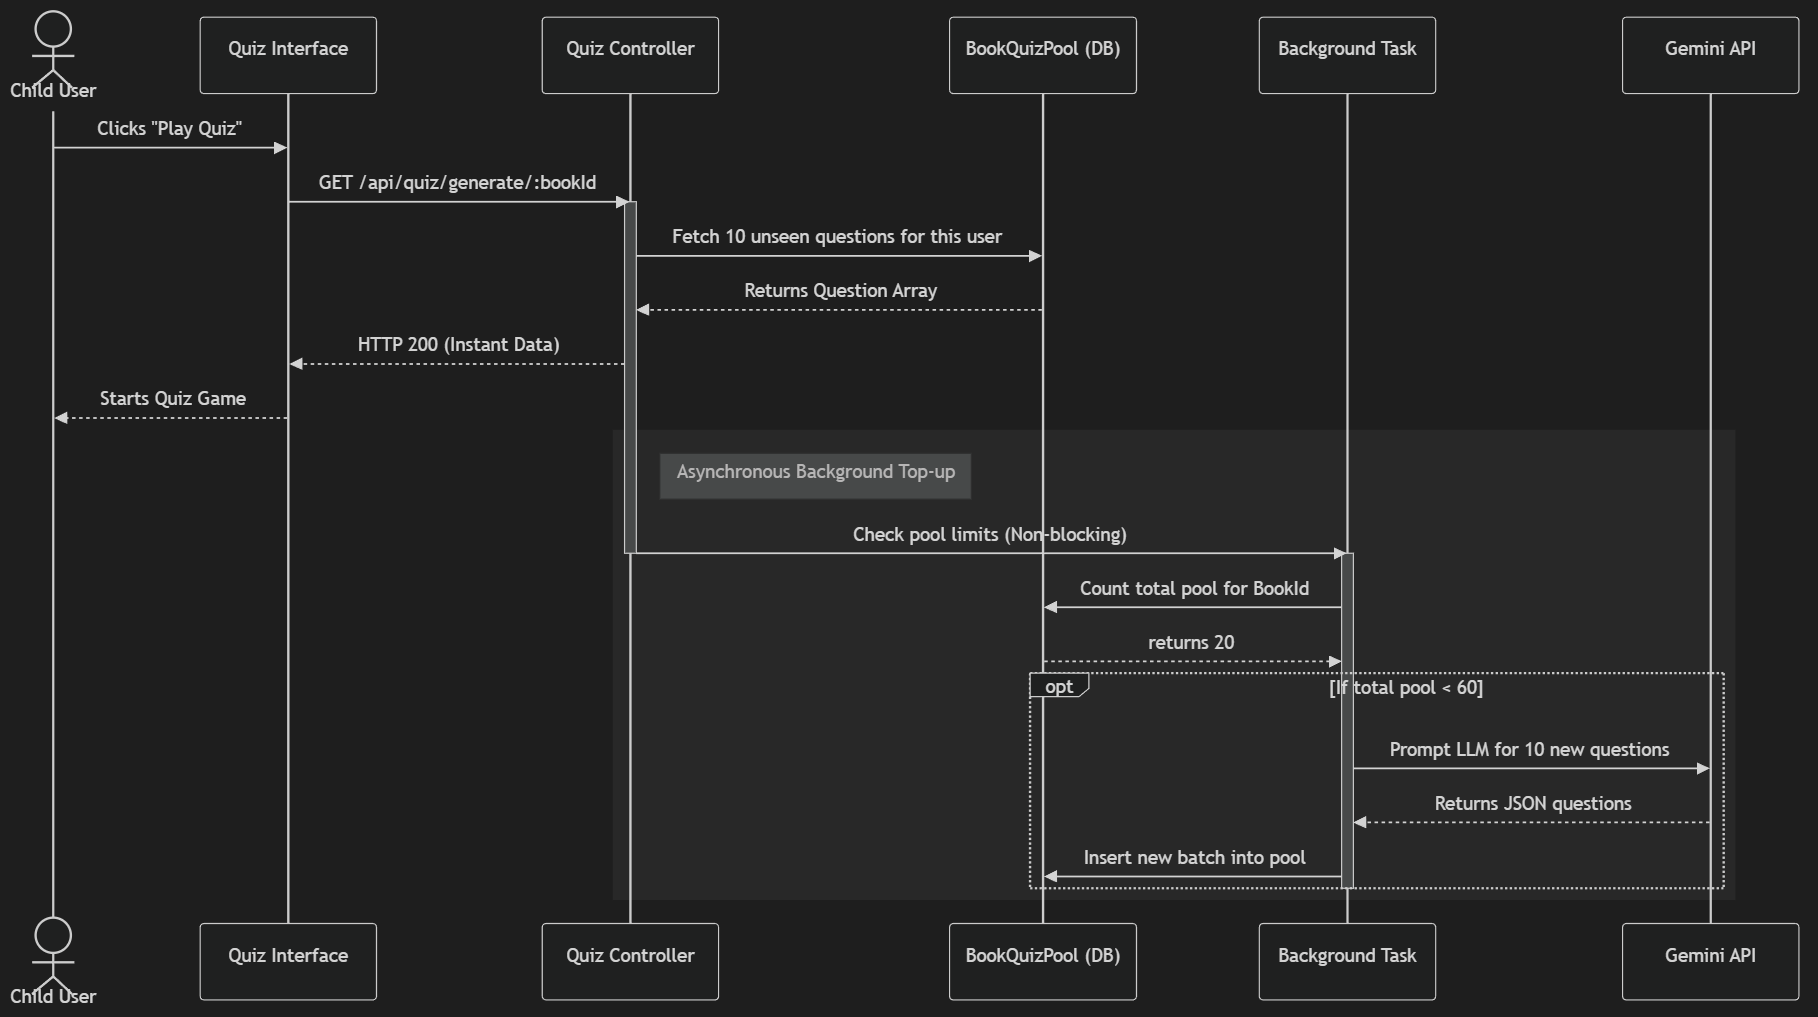 Child User
Quiz Interface
Quiz Controller
BookQuizPool (DB)
Background Task
Gemini API
Clicks "Play Quiz"
GET /api/quiz/generate/:bookId
Fetch 10 unseen questions for this user
Returns Question Array
HTTP 200 (Instant Data)
Starts Quiz Game
Asynchronous Background Top-up
Check pool limits (Non-blocking)
Count total pool for BookId
returns 20
opt
[If total pool < 60]
Prompt LLM for 10 new questions
Returns JSON questions
Insert new batch into pool
Child User
Quiz Interface
Quiz Controller
BookQuizPool (DB)
Background Task
Gemini API